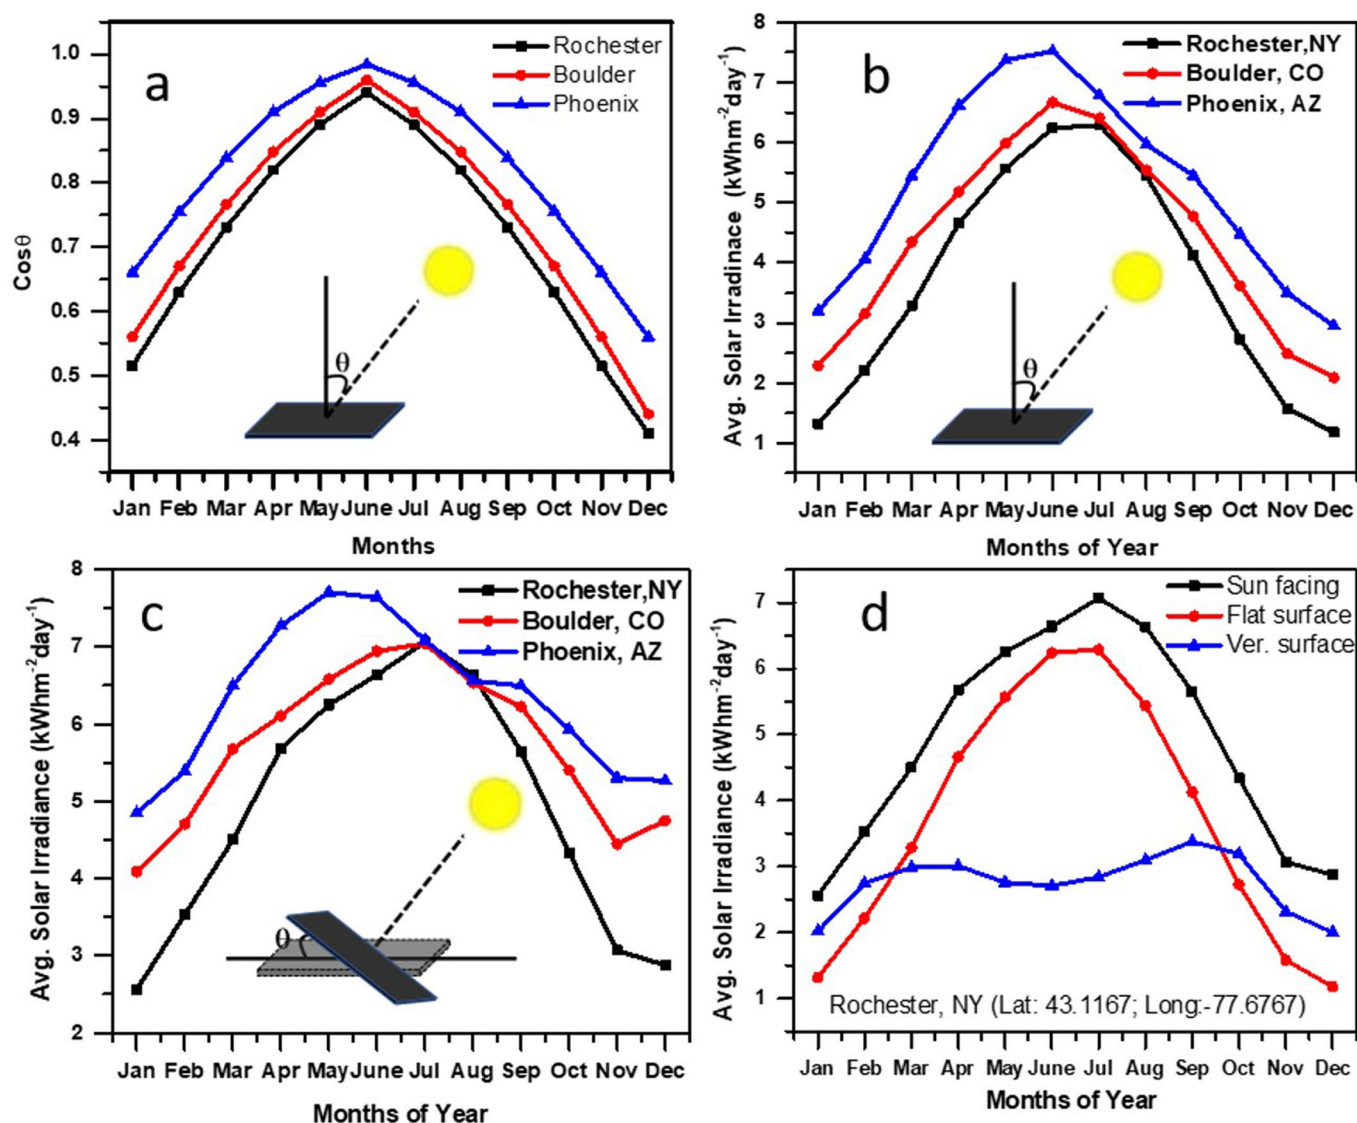 a
Rochester
Boulder
Phoenix
1.0
0.9
0.8
0.7
0.6
0.5
0.4
Cosθ
θ
Jan Feb Mar Apr May June Jul Aug Sep Oct Nov Dec
Months
b
Rochester,NY
Boulder, CO
Phoenix, AZ
8
7
6
5
4
3
2
1
Avg. Solar Irradinace (kWhm⁻²day⁻¹)
θ
Jan Feb Mar Apr May June Jul Aug Sep Oct Nov Dec
Months of Year
c
Rochester,NY
Boulder, CO
Phoenix, AZ
8
7
6
5
4
3
2
Avg. Solar Irradiance (kWhm⁻²day⁻¹)
θ
Jan Feb Mar Apr May June Jul Aug Sep Oct Nov Dec
Months of Year
d
Sun facing
Flat surface
Ver. surface
7
6
5
4
3
2
1
Avg. Solar Irradiance (kWhm⁻²day⁻¹)
Rochester, NY (Lat: 43.1167; Long:-77.6767)
Jan Feb Mar Apr May June Jul Aug Sep Oct Nov Dec
Months of Year